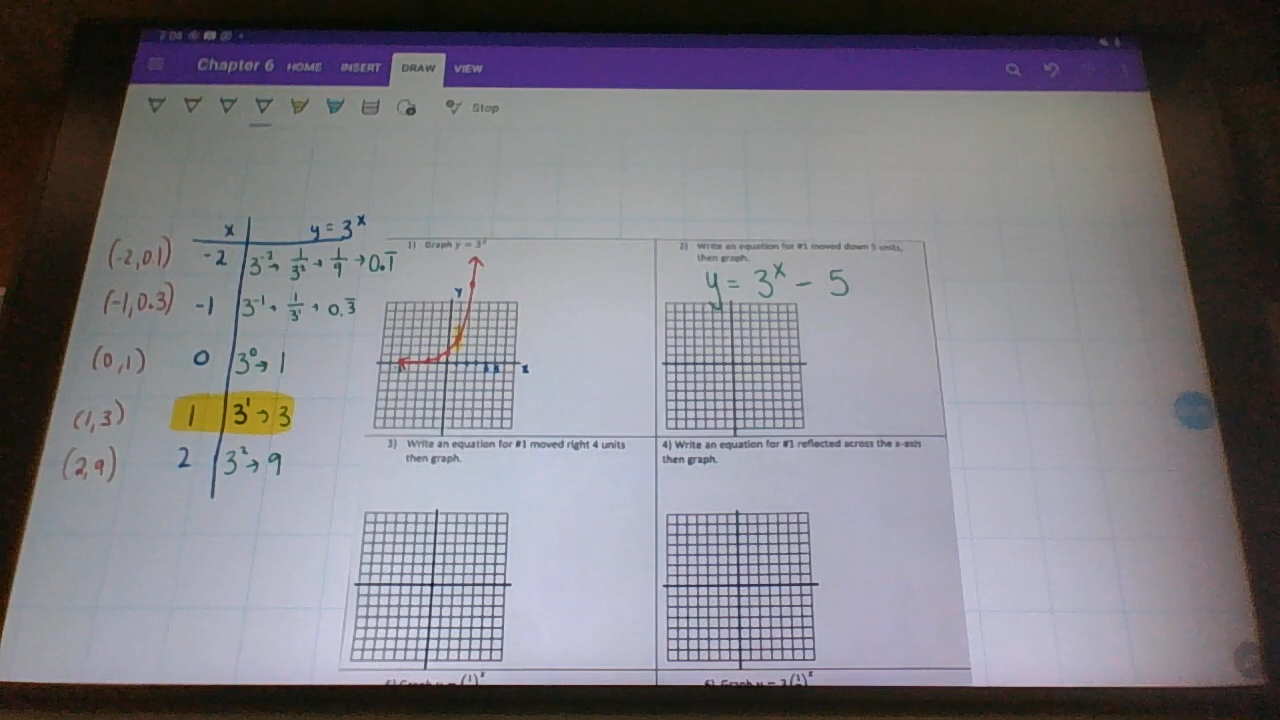 Chapter 6 HOME INSERT DRAW VIEW
Stop
x y = 3^x
(-2,0.1) -2 3^-2 → 1/3^2 → 1/9 → 0.1̅
(-1,0.3) -1 3^-1 → 1/3^1 → 0.3̅
(0,1) 0 3^0 → 1
(1,3) 1 3^1 → 3
(2,9) 2 3^2 → 9
1) Graph y = 3^x
Y
x
2) Write an equation for #1 moved down 5 units,
then graph.
y = 3^x - 5
3) Write an equation for #1 moved right 4 units
then graph.
4) Write an equation for #1 reflected across the x-axis
then graph.